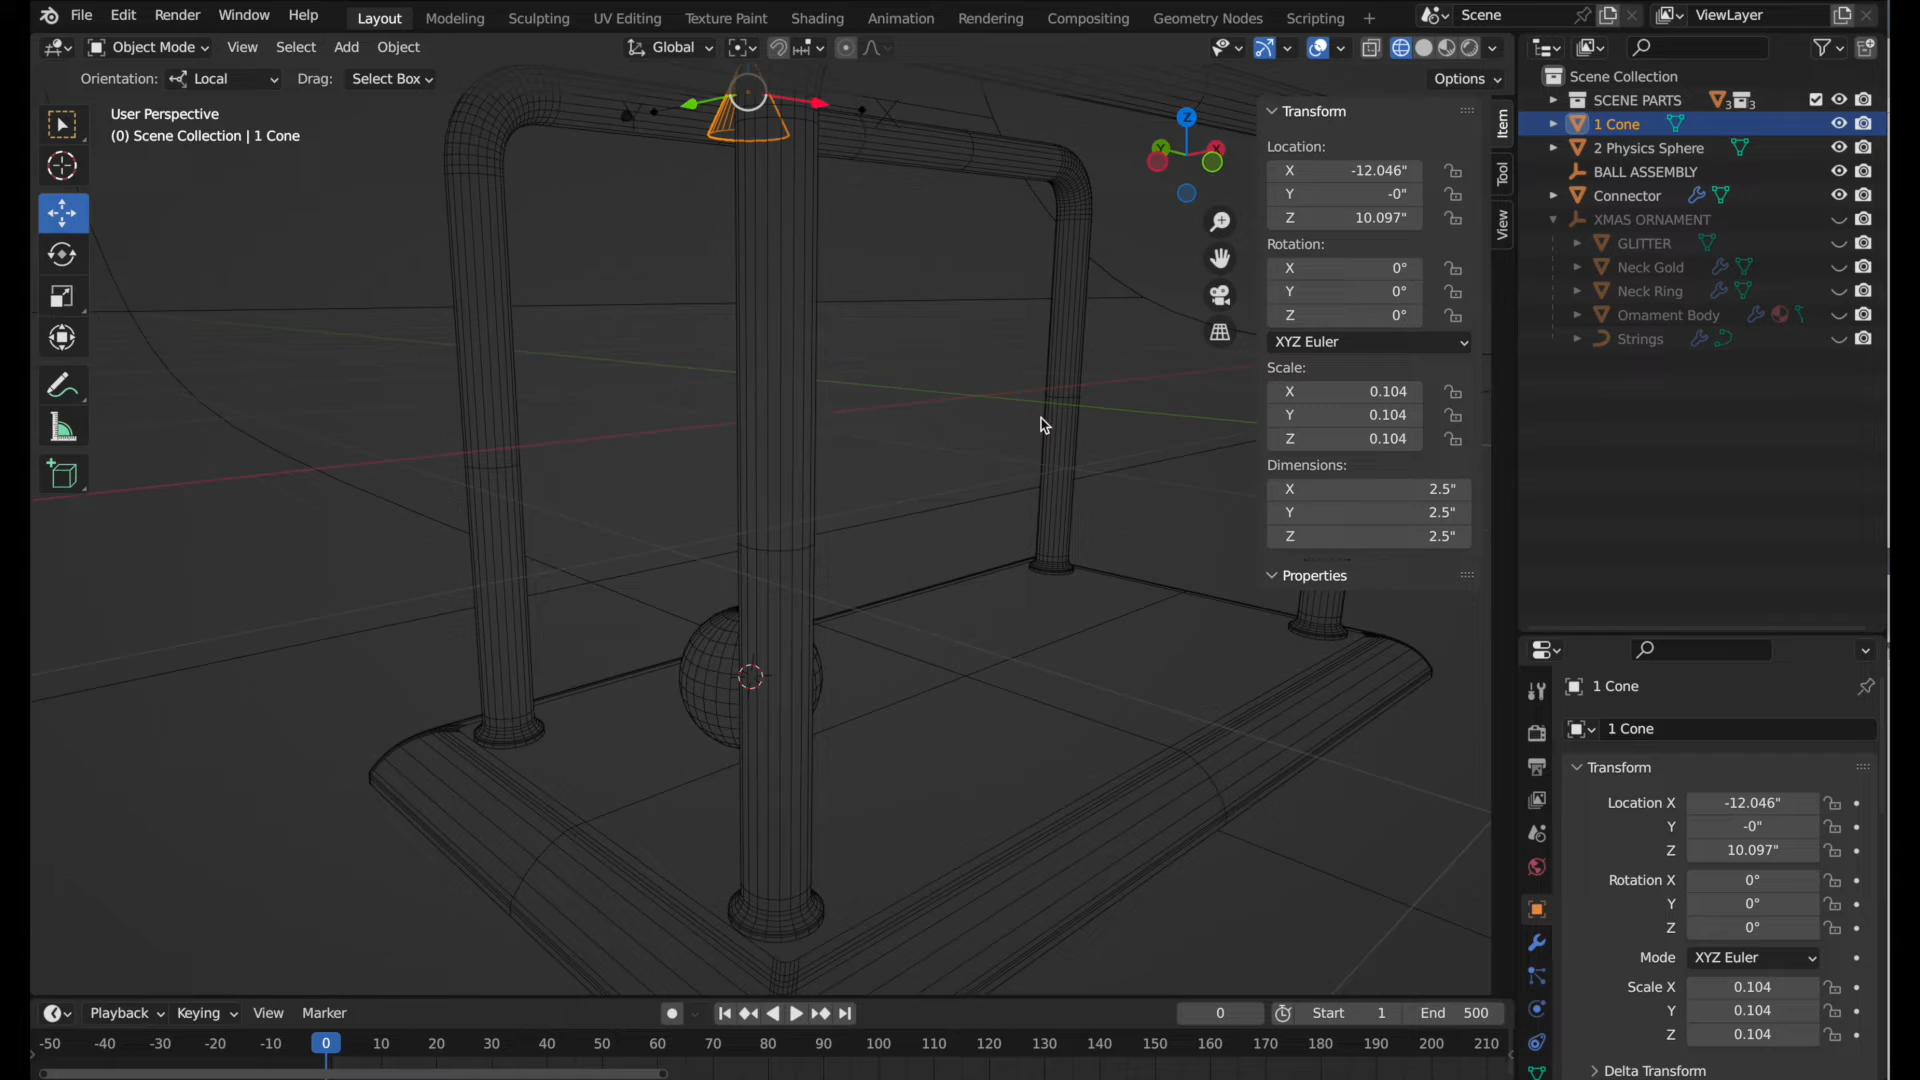 File Edit Render Window Help Layout Modeling Sculpting UV Editing Texture Paint Shading Animation Rendering Compositing Geometry Nodes Scripting + Scene ViewLayer
Object Mode View Select Add Object Global
Orientation: Local Drag: Select Box Options
User Perspective
(0) Scene Collection | 1 Cone
Z
Y
X
Transform
Location:
X -12.046"
Y -0"
Z 10.097"
Rotation:
X 0°
Y 0°
Z 0°
XYZ Euler
Scale:
X 0.104
Y 0.104
Z 0.104
Dimensions:
X 2.5"
Y 2.5"
Z 2.5"
Properties
Item
Tool
View
Scene Collection
SCENE PARTS 3 3
1 Cone
2 Physics Sphere
BALL ASSEMBLY
Connector
XMAS ORNAMENT
GLITTER
Neck Gold
Neck Ring
Ornament Body
Strings
1 Cone
1 Cone
Transform
Location X -12.046"
Y -0"
Z 10.097"
Rotation X 0°
Y 0°
Z 0°
Mode XYZ Euler
Scale X 0.104
Y 0.104
Z 0.104
Delta Transform
Playback Keying View Marker 0 Start 1 End 500
-50 -40 -30 -20 -10 0 10 20 30 40 50 60 70 80 90 100 110 120 130 140 150 160 170 180 190 200 210